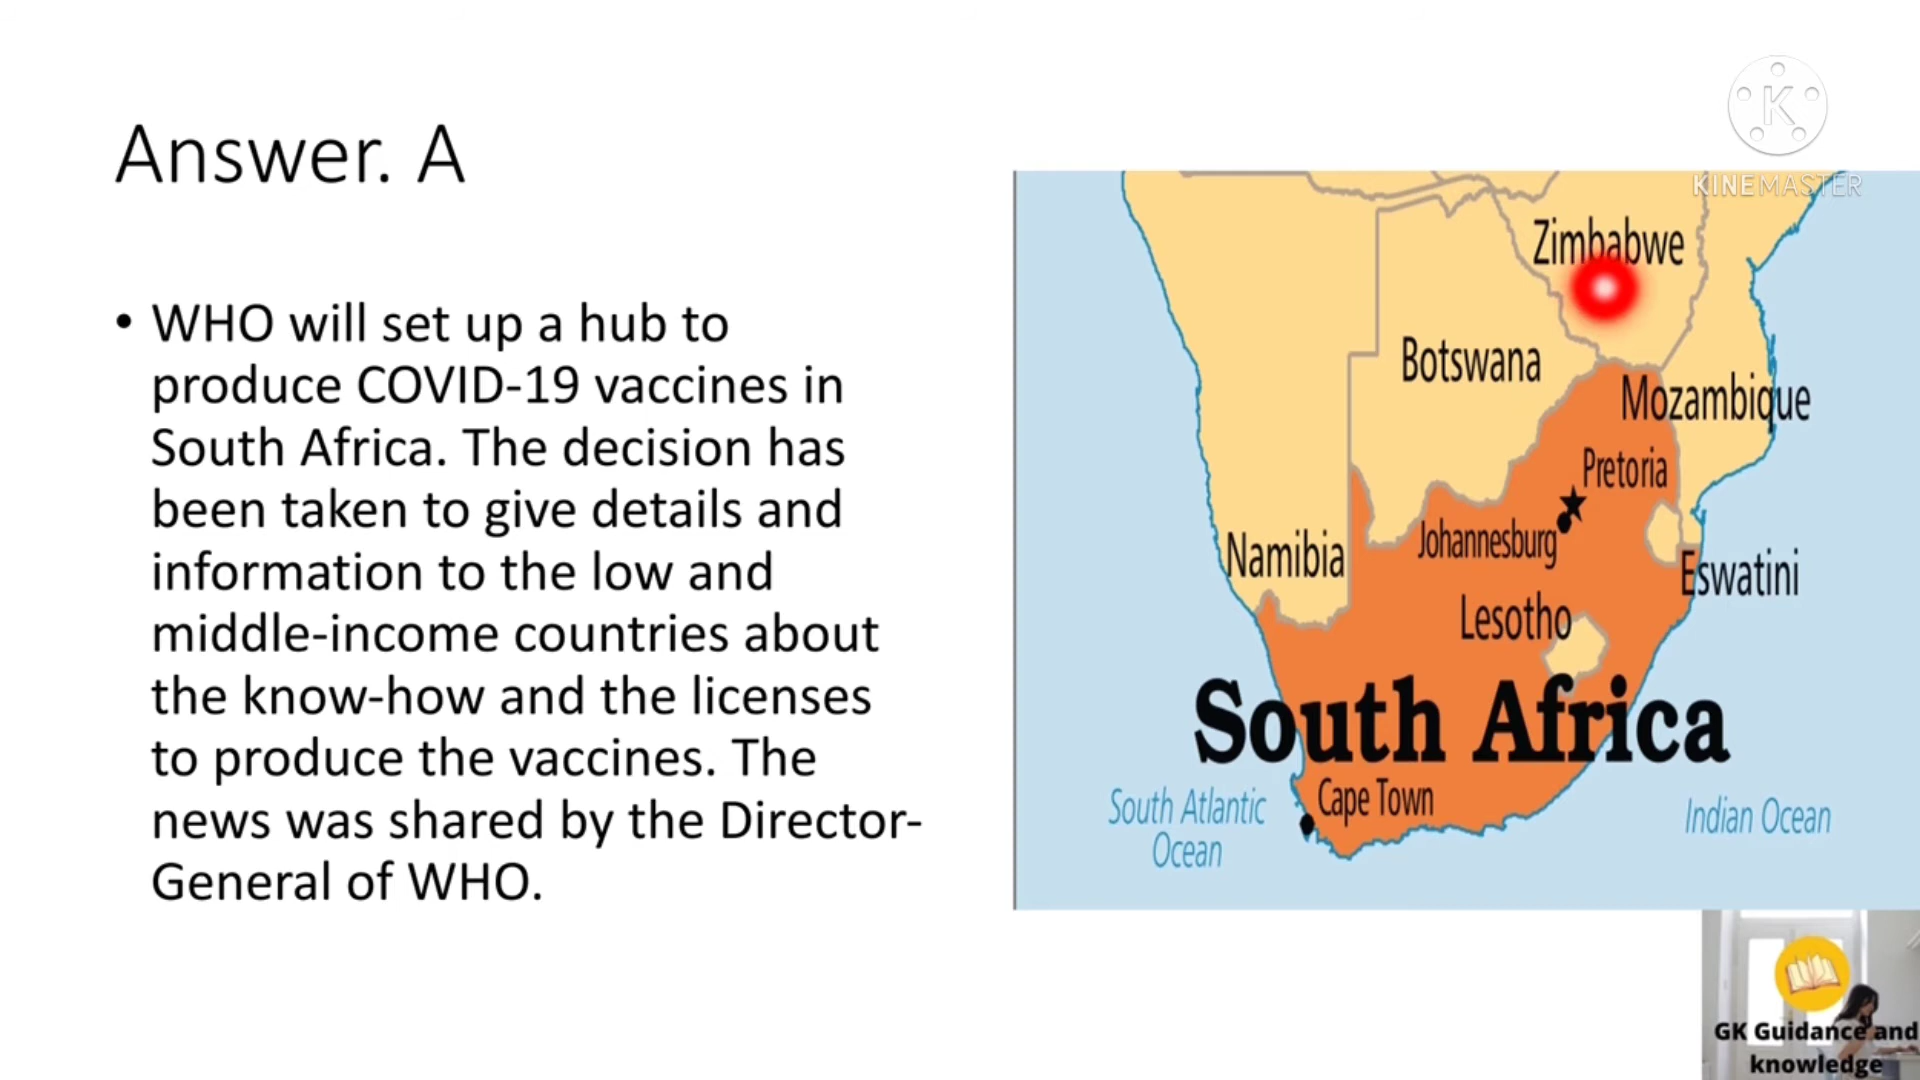 Answer. A
• WHO will set up a hub to
produce COVID-19 vaccines in
South Africa. The decision has
been taken to give details and
information to the low and
middle-income countries about
the know-how and the licenses
to produce the vaccines. The
news was shared by the Director-
General of WHO.
K
KINEMASTER
Zimbabwe
Botswana
Mozambique
Pretoria
Johannesburg
Namibia
Eswatini
Lesotho
South Africa
Cape Town
South Atlantic
Ocean
Indian Ocean
GK Guidance and
knowledge